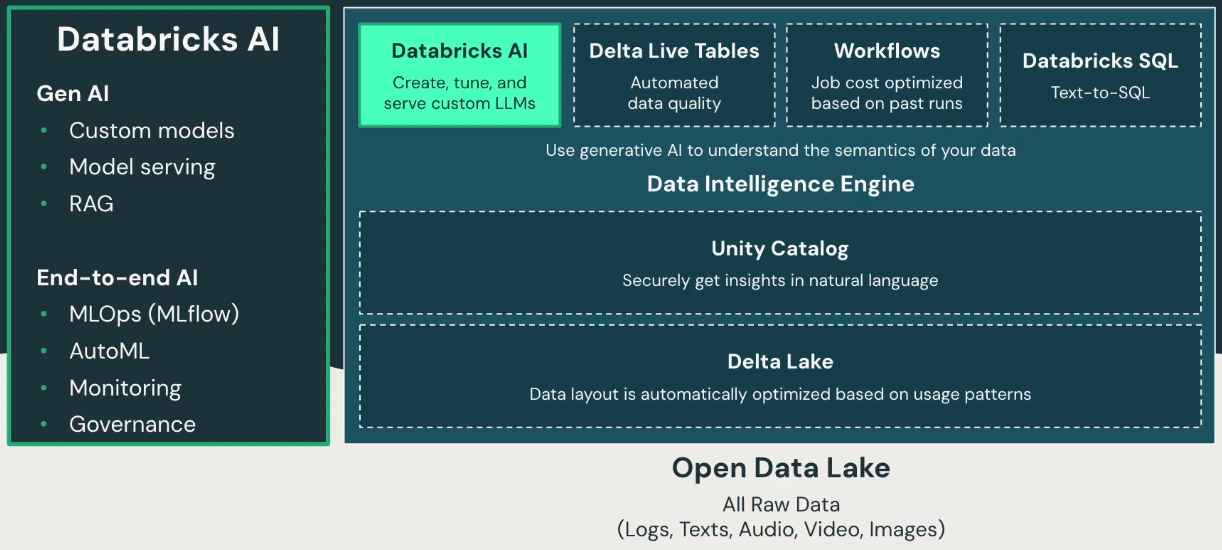 Databricks AI
Gen AI
• Custom models
• Model serving
• RAG
End-to-end AI
• MLOps (MLflow)
• AutoML
• Monitoring
• Governance
Databricks AI
Create, tune, and
serve custom LLMs
Delta Live Tables
Automated
data quality
Workflows
Job cost optimized
based on past runs
Databricks SQL
Text-to-SQL
Use generative AI to understand the semantics of your data
Data Intelligence Engine
Unity Catalog
Securely get insights in natural language
Delta Lake
Data layout is automatically optimized based on usage patterns
Open Data Lake
All Raw Data
(Logs, Texts, Audio, Video, Images)